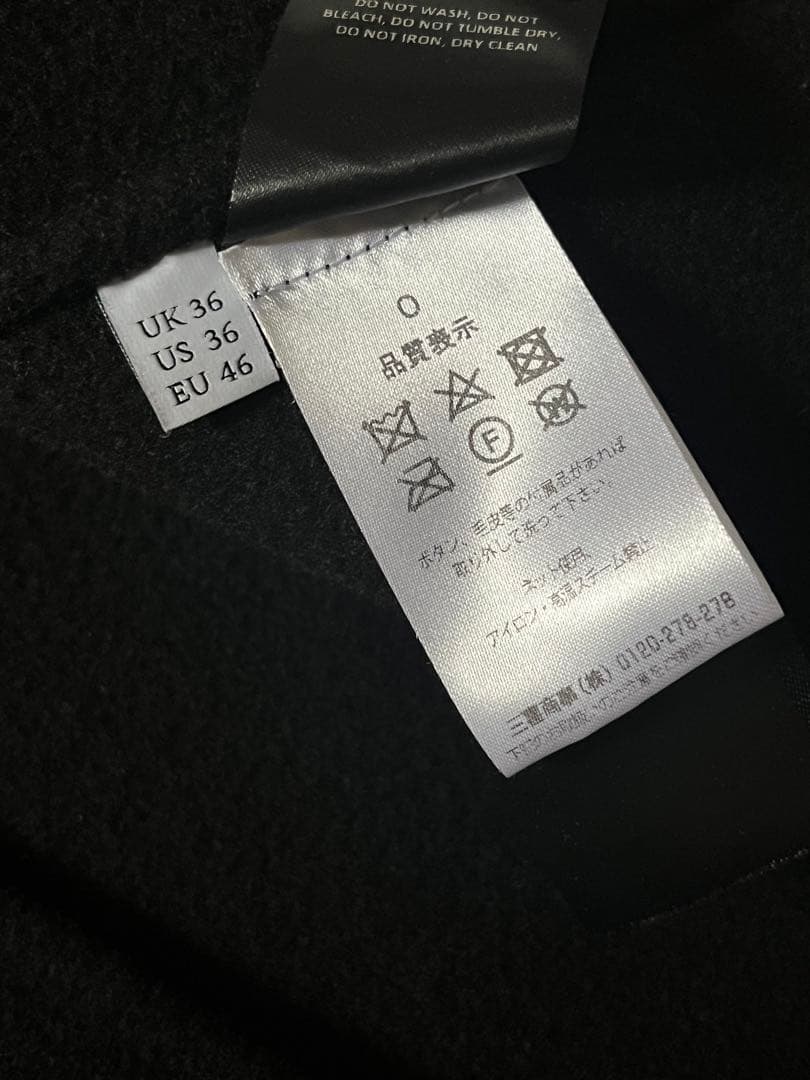 DO NOT WASH, DO NOT
BLEACH, DO NOT TUMBLE DRY,
DO NOT IRON, DRY CLEAN
UK 36
US 36
EU 46
O
品質表示
F
W
ボタン、毛皮等の付属品があれば
取り外して洗って下さい。
ネット使用
アイロン・高温スチーム禁止
三喜商事(株) 0120-278-278